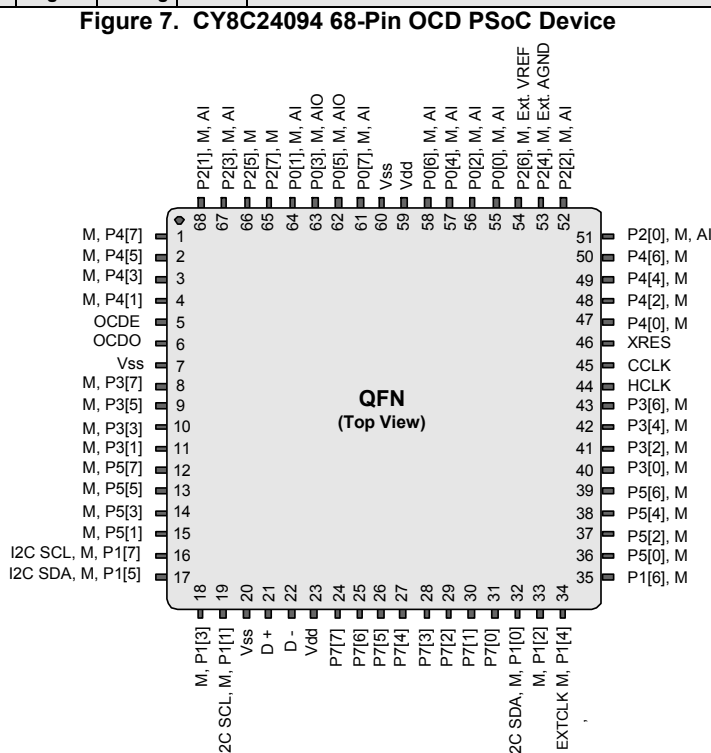 Figure 7. CY8C24094 68-Pin OCD PSoC Device
P2[1], M, AI
P2[3], M, AI
P2[5], M
P2[7], M
P0[1], M, AI
P0[3], M, AIO
P0[5], M, AIO
P0[7], M, AI
Vss
Vdd
P0[6], M, AI
P0[4], M, AI
P0[2], M, AI
P0[0], M, AI
P2[6], M, Ext. VREF
P2[4], M, Ext. AGND
P2[2], M, AI
68
67
66
65
64
63
62
61
60
59
58
57
56
55
54
53
52
M, P4[7] 1
M, P4[5] 2
M, P4[3] 3
M, P4[1] 4
OCDE 5
OCDO 6
Vss 7
M, P3[7] 8
M, P3[5] 9
M, P3[3] 10
M, P3[1] 11
M, P5[7] 12
M, P5[5] 13
M, P5[3] 14
M, P5[1] 15
I2C SCL, M, P1[7] 16
I2C SDA, M, P1[5] 17
QFN
(Top View)
51 P2[0], M, AI
50 P4[6], M
49 P4[4], M
48 P4[2], M
47 P4[0], M
46 XRES
45 CCLK
44 HCLK
43 P3[6], M
42 P3[4], M
41 P3[2], M
40 P3[0], M
39 P5[6], M
38 P5[4], M
37 P5[2], M
36 P5[0], M
35 P1[6], M
18
19
20
21
22
23
24
25
26
27
28
29
30
31
32
33
34
M, P1[3]
2C SCL, M, P1[1]
Vss
D +
D -
Vdd
P7[7]
P7[6]
P7[5]
P7[4]
P7[3]
P7[2]
P7[1]
P7[0]
2C SDA, M, P1[0]
M, P1[2]
EXTCLK M, P1[4]
,